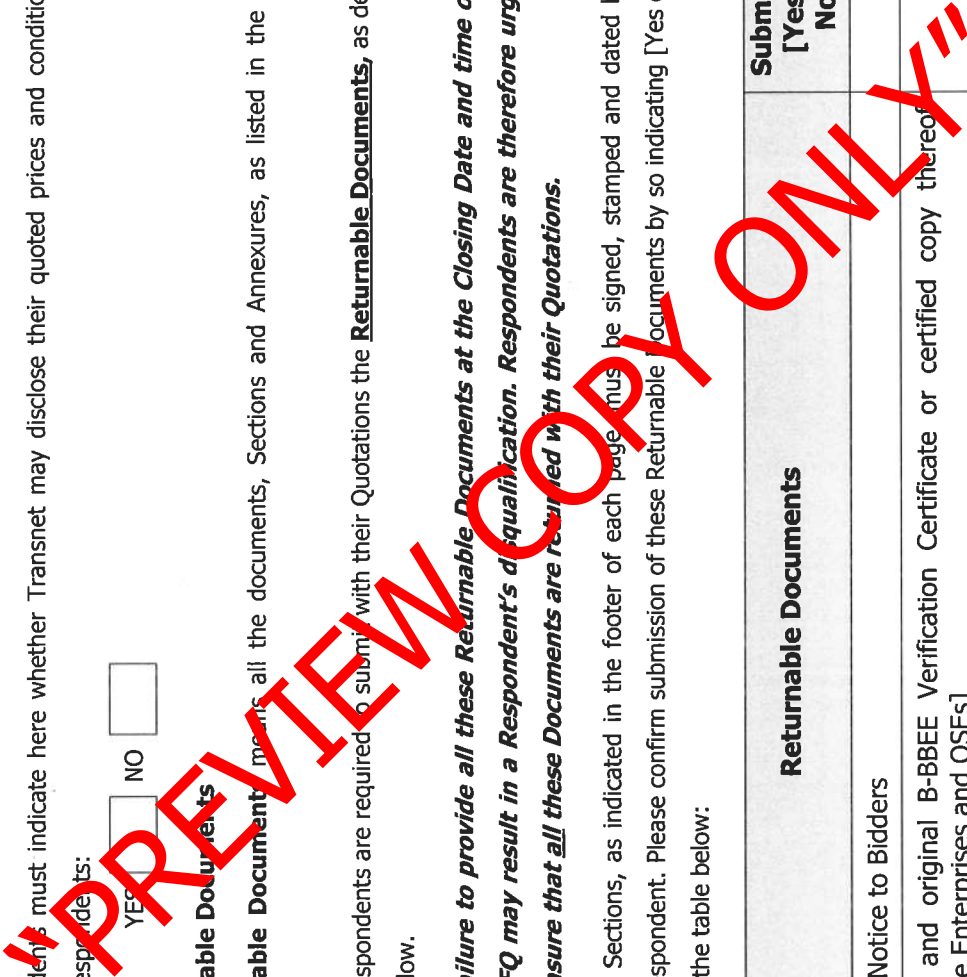 dents must indicate here whether Transnet may disclose their quoted prices and conditio
espondents:
YES NO
able Documents
able Documents means all the documents, Sections and Annexures, as listed in the
spondents are required to submit with their Quotations the Returnable Documents, as de
low.
ailure to provide all these Returnable Documents at the Closing Date and time o
FQ may result in a Respondent's disqualification. Respondents are therefore urg
nsure that all these Documents are returned with their Quotations.
Sections, as indicated in the footer of each page, must be signed, stamped and dated
spondent. Please confirm submission of these Returnable Documents by so indicating [Yes o
the table below:
Returnable Documents
Subm
[Yes
No
Notice to Bidders
and original B-BBEE Verification Certificate or certified copy thereof
e Enterprises and QSEs]
"PREVIEW COPY ONLY"